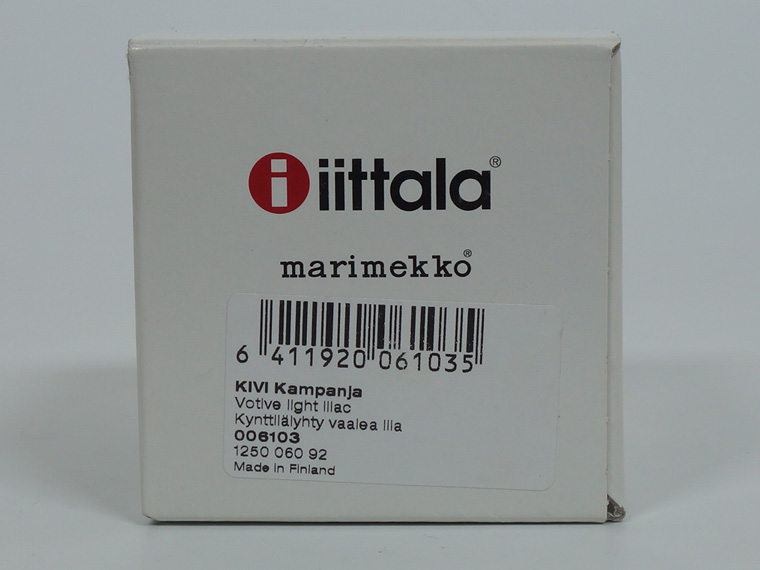 iittala®
marimekko®
6 411920 061035
KIVI Kampanja
Votive light lilac
Kynttilälyhty vaalea lila
006103
1250 060 92
Made in Finland